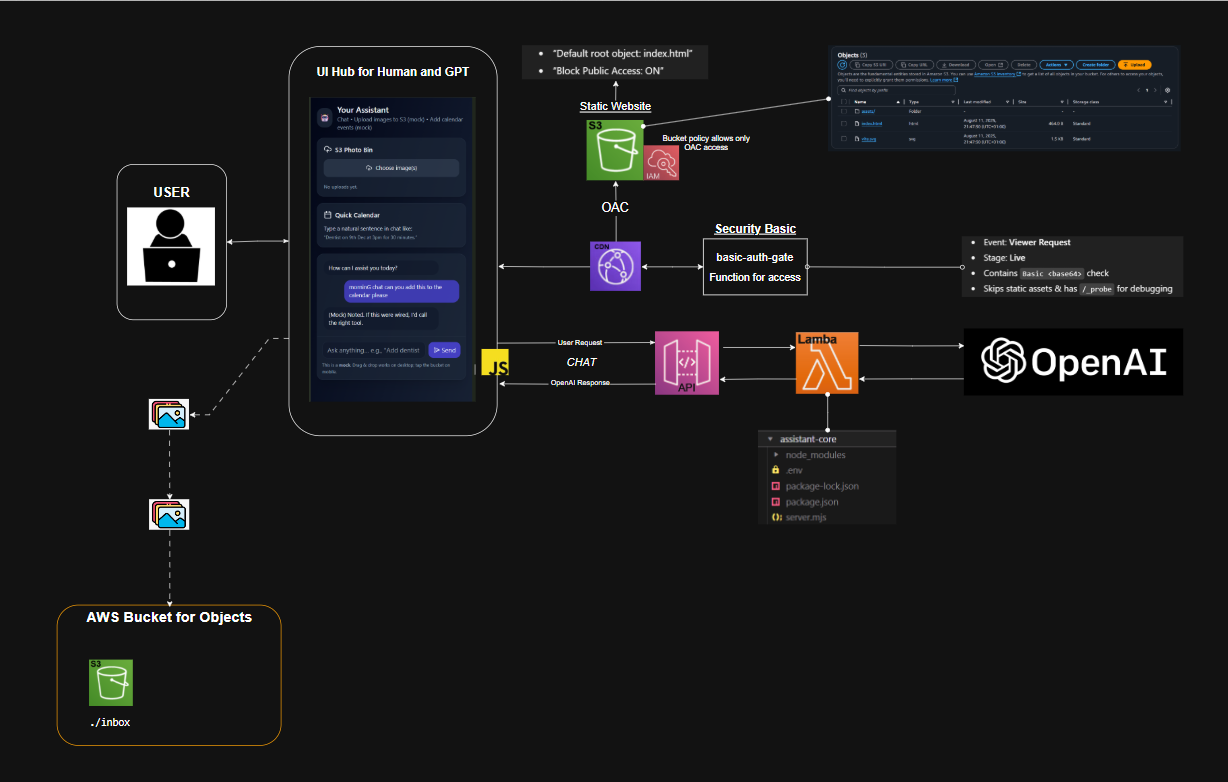 • "Default root object: index.html"
• "Block Public Access: ON"
Static Website
S3
IAM
Bucket policy allows only
OAC access
OAC
CDN
Objects (3)
Copy S3 URI
Copy URL
Download
Open
Delete
Actions
Create folder
Upload
Objects are the fundamental entities stored in Amazon S3. You can use Amazon S3 inventory to get a list of all objects in your bucket. For others to access your objects,
you'll need to explicitly grant them permissions. Learn more
Find objects by prefix
1
Name
Type
Last modified
Size
Storage class
assets/
Folder
-
-
-
index.html
html
August 11, 2025,
21:47:30 (UTC+01:00)
464.0 B
Standard
vite.svg
svg
August 11, 2025,
21:47:30 (UTC+01:00)
1.5 KB
Standard
UI Hub for Human and GPT
Your Assistant
Chat • Upload images to S3 (mock) • Add calendar
events (mock)
S3 Photo Bin
Choose image(s)
No uploads yet.
Quick Calendar
Type a natural sentence in chat like:
"Dentist on 9th Dec at 3pm for 30 minutes."
How can I assist you today?
morninG chat can you add this to the
calendar please
(Mock) Noted. If this were wired, I'd call
the right tool.
Ask anything... e.g., "Add dentist
Send
This is a mock. Drag & drop works on desktop; tap the bucket on
mobile.
JS
USER
Security Basic
basic-auth-gate
Function for access
• Event: Viewer Request
• Stage: Live
• Contains Basic <base64> check
• Skips static assets & has /_probe for debugging
User Request
CHAT
OpenAI Response
API
Lamba
OpenAI
assistant-core
node_modules
.env
package-lock.json
package.json
server.mjs
AWS Bucket for Objects
S3
./inbox